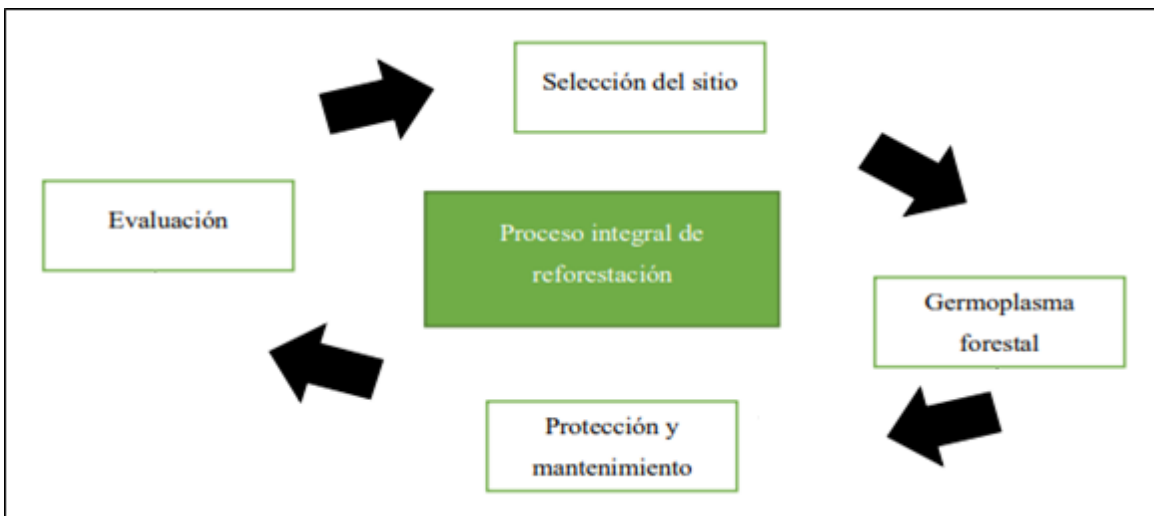 Selección del sitio
Evaluación
Proceso integral de
reforestación
Germoplasma
forestal
Protección y
mantenimiento